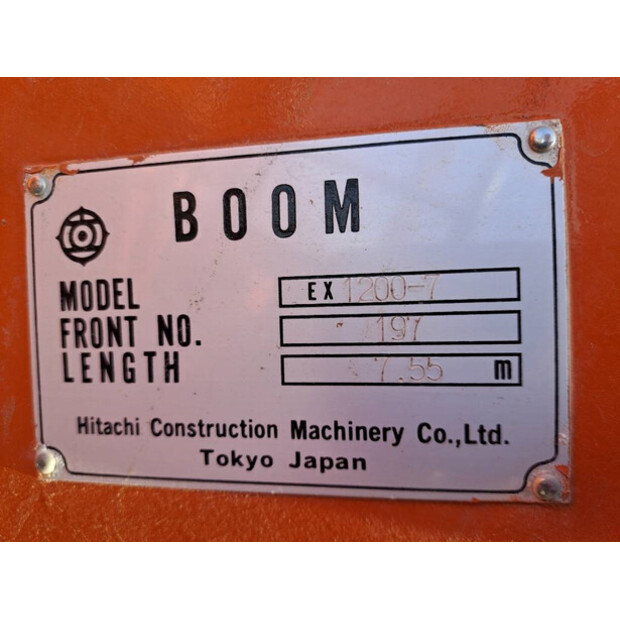 BOOM
MODEL EX 1200-7
FRONT NO. 197
LENGTH 7.55 m
Hitachi Construction Machinery Co.,Ltd.
Tokyo Japan